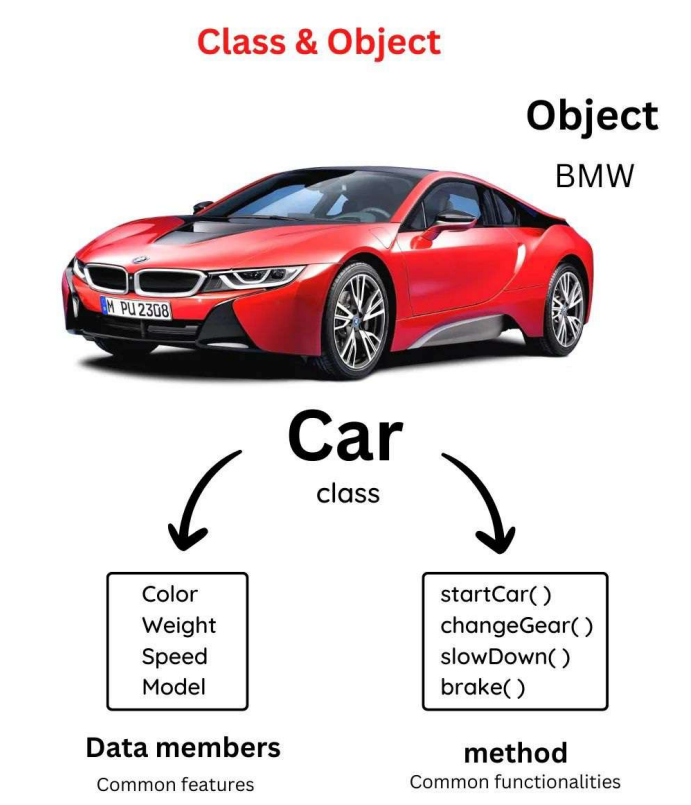 Class & Object
Object
BMW
M PU 2308
Car
class
Color
Weight
Speed
Model
startCar( )
changeGear( )
slowDown( )
brake( )
Data members
Common features
method
Common functionalities